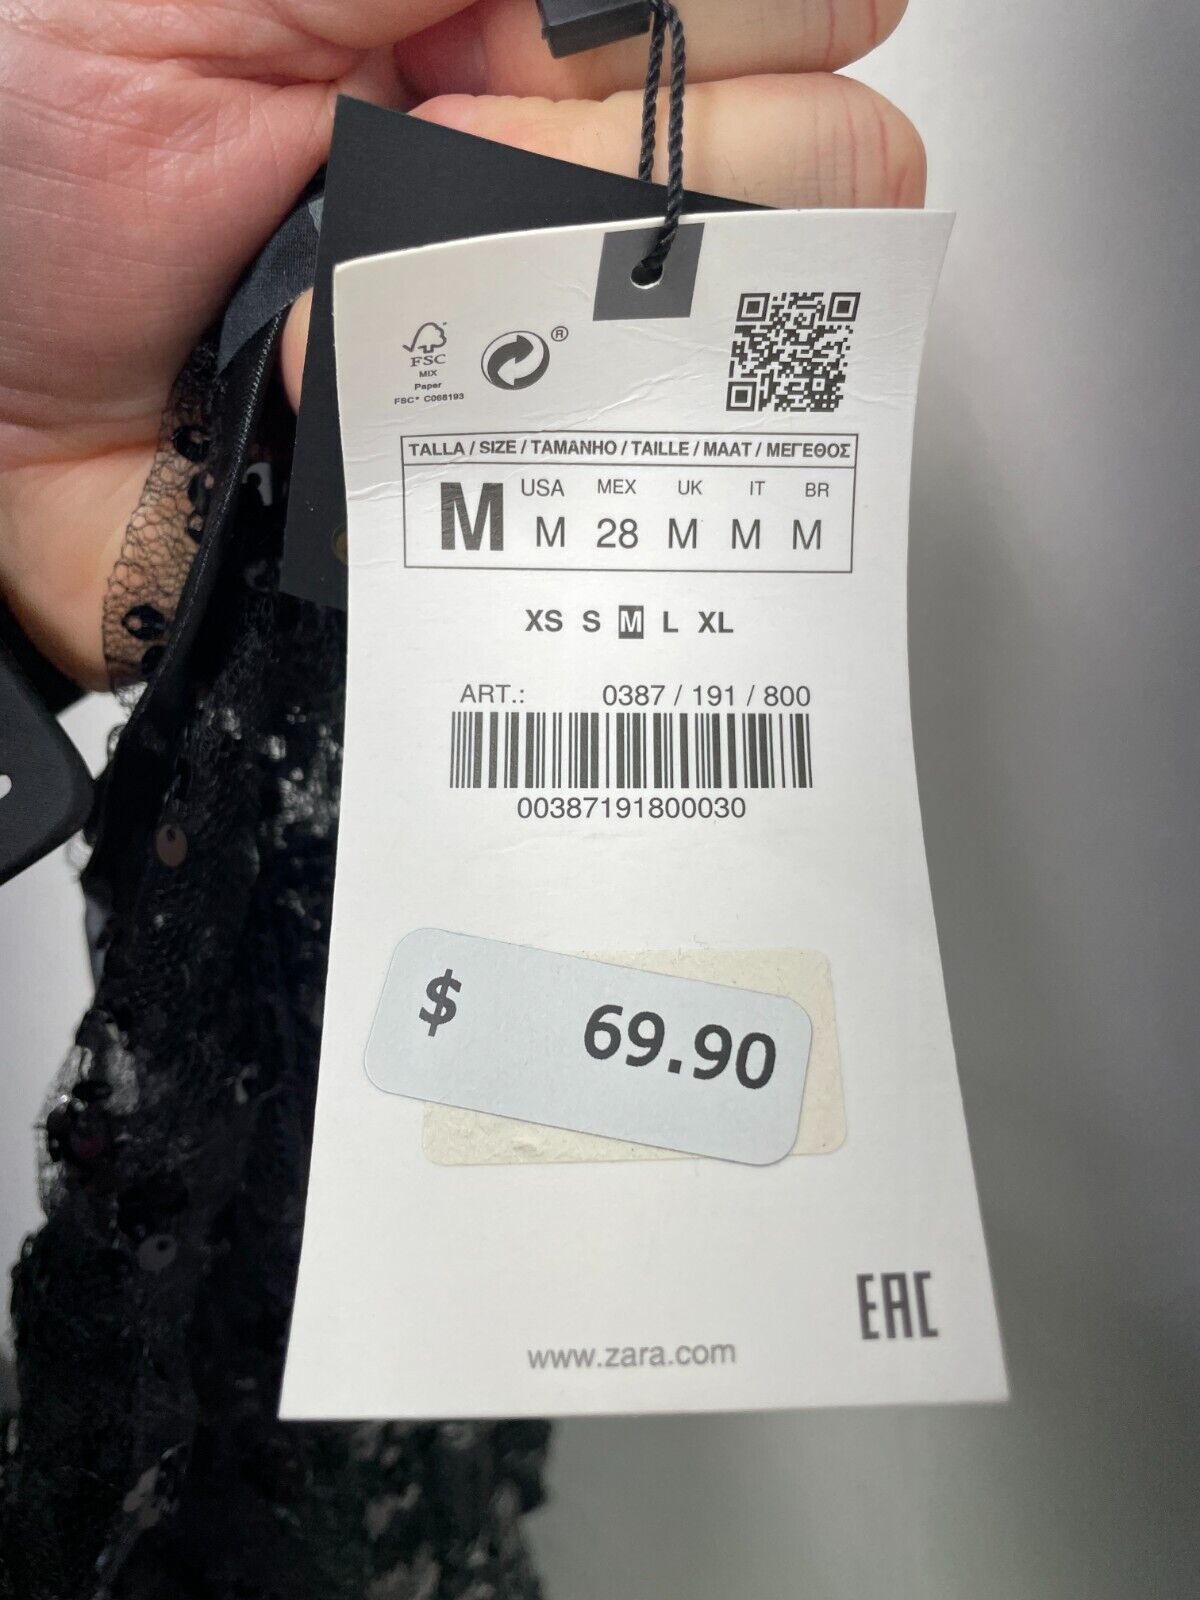 FSC
MIX
Paper
FSC® C068193
®
TALLA / SIZE / TAMANHO / TAILLE / MAAT / ΜΕΓΕΘΟΣ
M
USA MEX UK IT BR
M 28 M M M
XS S M L XL
ART.: 0387 / 191 / 800
00387191800030
$ 69.90
EAC
www.zara.com